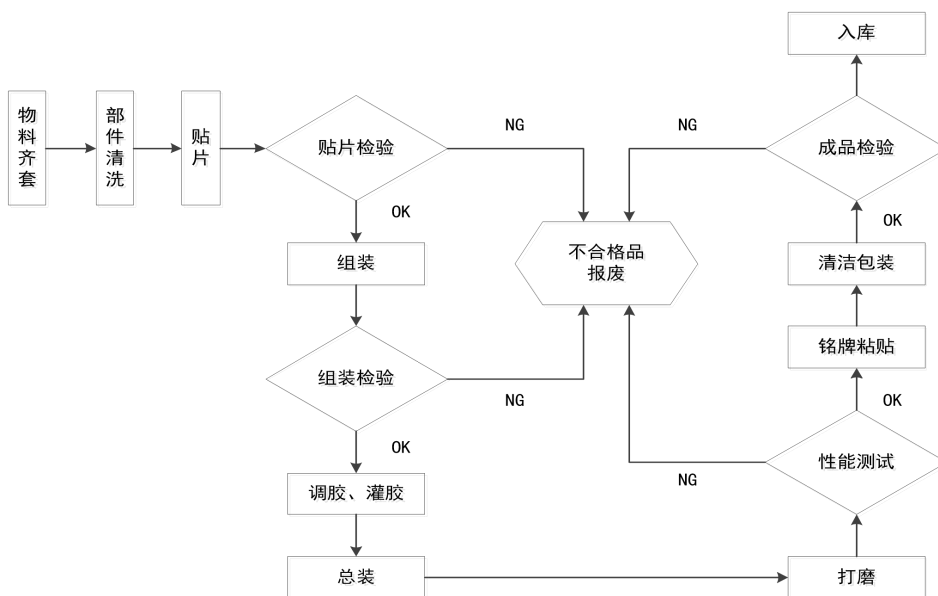 物料齐套
部件清洗
贴片
贴片检验
NG
OK
组装
组装检验
NG
OK
调胶、灌胶
总装
打磨
性能测试
NG
OK
铭牌粘贴
清洁包装
OK
成品检验
NG
入库
不合格品
报废